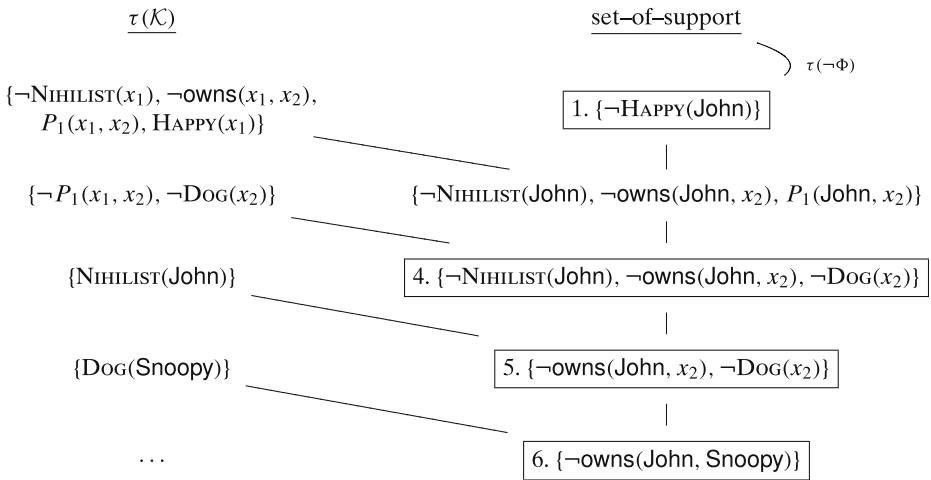 τ(𝒦)
set–of–support
τ(¬Φ)
{¬NIHILIST(x₁), ¬owns(x₁, x₂),
P₁(x₁, x₂), HAPPY(x₁)}
1. {¬HAPPY(John)}
{¬P₁(x₁, x₂), ¬DOG(x₂)}
{¬NIHILIST(John), ¬owns(John, x₂), P₁(John, x₂)}
{NIHILIST(John)}
4. {¬NIHILIST(John), ¬owns(John, x₂), ¬DOG(x₂)}
{DOG(Snoopy)}
5. {¬owns(John, x₂), ¬DOG(x₂)}
...
6. {¬owns(John, Snoopy)}